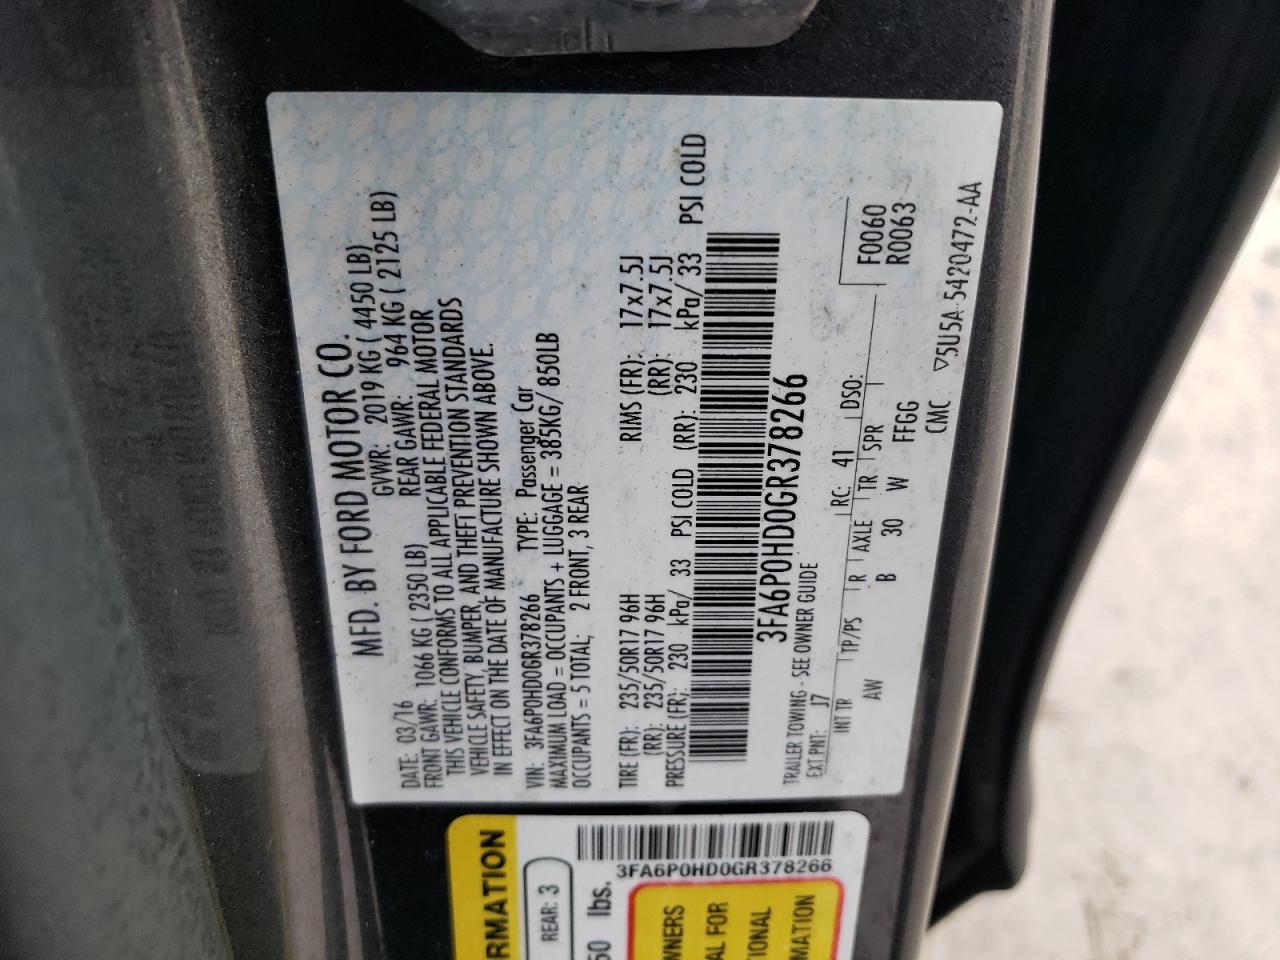 MFD. BY FORD MOTOR CO.
DATE: 03/16 GVWR: 2019 KG ( 4450 LB)
FRONT GAWR: 1066 KG ( 2350 LB) REAR GAWR: 964 KG ( 2125 LB)
THIS VEHICLE CONFORMS TO ALL APPLICABLE FEDERAL MOTOR
VEHICLE SAFETY, BUMPER, AND THEFT PREVENTION STANDARDS
IN EFFECT ON THE DATE OF MANUFACTURE SHOWN ABOVE.
VIN: 3FA6P0HD0GR378266 TYPE: Passenger Car
MAXIMUM LOAD = OCCUPANTS + LUGGAGE = 385KG/ 850LB
OCCUPANTS = 5 TOTAL; 2 FRONT, 3 REAR
TIRE (FR): 235/50R17 96H RIMS (FR): 17x7.5J
(RR): 235/50R17 96H (RR): 17x7.5J
PRESSURE (FR): 230 kPa/ 33 PSI COLD (RR): 230 kPa/ 33 PSI COLD
3FA6P0HD0GR378266
TRAILER TOWING - SEE OWNER GUIDE
EXT PNT: J7 RC: 41 DSO: F0060
INT TR TP/PS R AXLE TR SPR R0063
AW B 30 W FFGG
CMC ▽5U5A-5420472-AA
RMATION
REAR: 3
3FA6P0HD0GR378266
lbs.